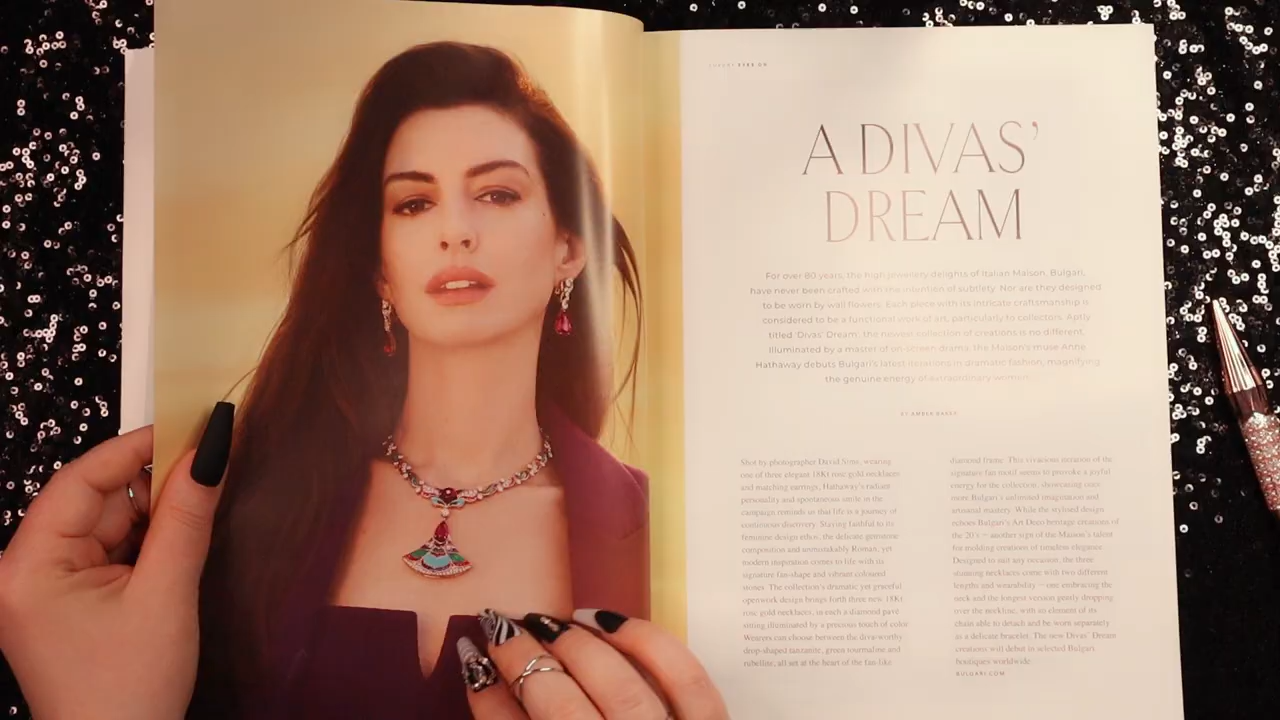 LUXURY EYES ON
A DIVAS'
DREAM
For over 80 years, the high jewellery delights of Italian Maison, Bulgari,
have never been crafted with the intention of subtlety. Nor are they designed
to be worn by wall flowers. Each piece with its intricate craftsmanship is
considered to be a functional work of art, particularly to collectors. Aptly
titled 'Divas' Dream', the newest collection of creations is no different.
Illuminated by a master of on-screen drama, the Maison's muse Anne
Hathaway debuts Bulgari's latest iterations in dramatic fashion, magnifying
the genuine energy of extraordinary women.
BY AMBER
Shot by photographer David Sims, wearing
one of three elegant 18Kt rose gold necklaces
and matching earrings, Hathaway's radiant
personality and spontaneous smile in the
campaign reminds us that life is a journey of
continuous discovery. Staying faithful to its
feminine design ethos, the delicate gemstone
composition and unmistakably Roman, yet
modern inspiration comes to life with its
signature fan-shape and vibrant coloured
stones. The collection's dramatic yet graceful
openwork design brings forth three new 18Kt
rose gold necklaces, in each a diamond pavé
setting illuminated by a precious touch of color.
Wearers can choose between the diva-worthy
drop-shaped tanzanite, green tourmaline and
rubellite, all set at the heart of the fan-like
diamond frame. This vivacious iteration of the
signature fan motif seems to provoke a joyful
energy for the collection, showcasing once
more Bulgari's unlimited imagination and
artisanal mastery. While the stylised design
echoes Bulgari's Art Deco heritage creations of
the 20's – another sign of the Maison's talent
for molding creations of timeless elegance.
Designed to suit any occasion, the three
stunning necklaces come with two different
lengths and wearability — one embracing the
neck and the longest version gently dropping
over the neckline, with an element of its
chain able to detach and be worn separately
as a delicate bracelet. The new Divas' Dream
creations will debut in selected Bulgari
boutiques worldwide.
BULGARI.COM